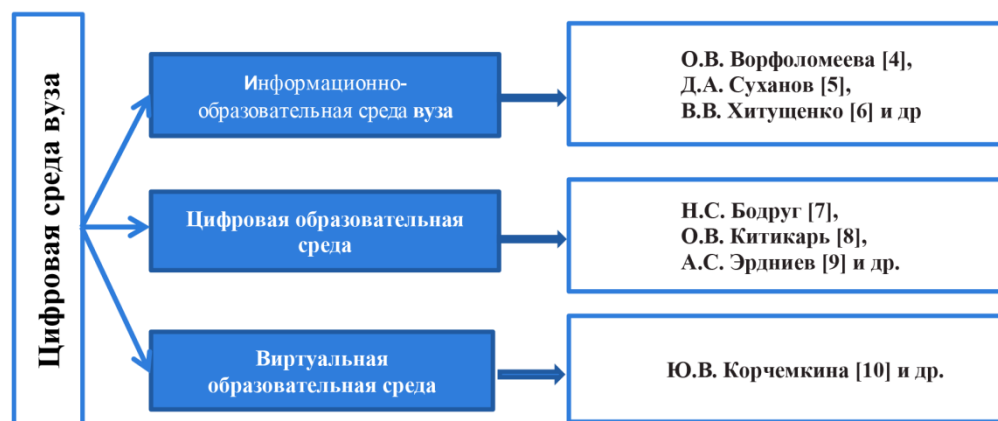 Цифровая среда вуза
Информационно-
образовательная среда вуза
О.В. Ворфоломеева [4],
Д.А. Суханов [5],
В.В. Хитущенко [6] и др
Цифровая образовательная
среда
Н.С. Бодруг [7],
О.В. Китикарь [8],
А.С. Эрдниев [9] и др.
Виртуальная
образовательная среда
Ю.В. Корчемкина [10] и др.